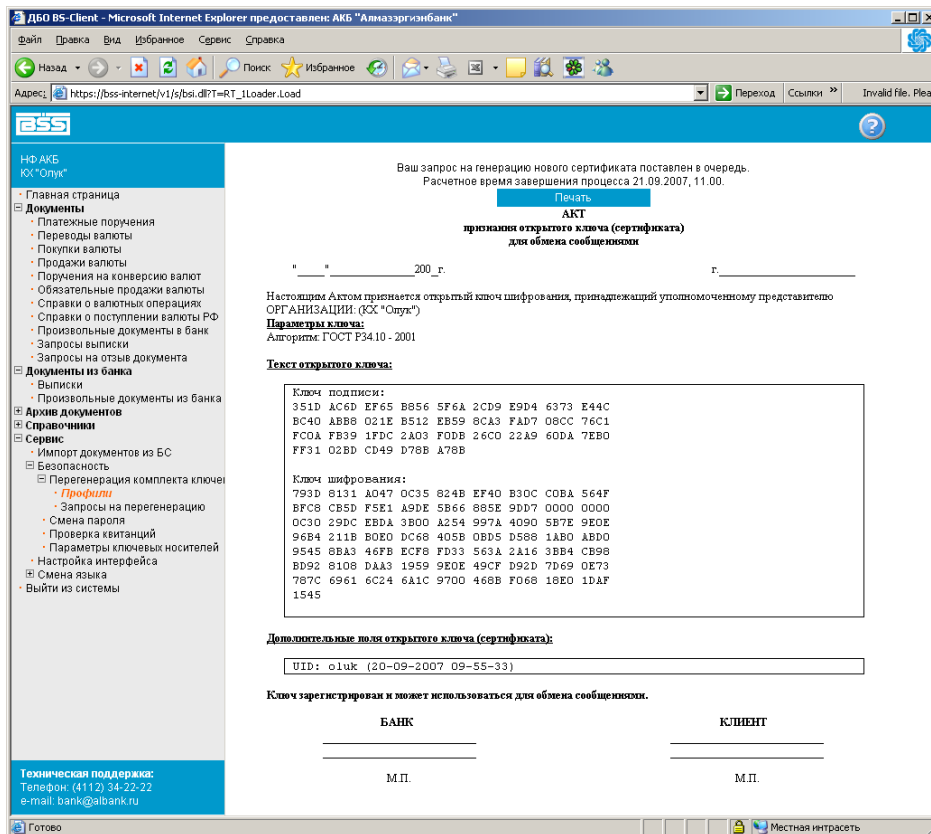 ДБО BS-Client - Microsoft Internet Explorer предоставлен: АКБ "Алмазэргиэнбанк"
Файл Правка Вид Избранное Сервис Справка
Назад Поиск Избранное
Адрес: https://bss-internet/v1/s/bsi.dll?T=RT_1Loader.Load Переход Ссылки » Invalid file. Plea
BSS
?
НФ АКБ
КХ "Олук"
Главная страница
Документы
Платежные поручения
Переводы валюты
Покупки валюты
Продажи валюты
Поручения на конверсию валют
Обязательные продажи валюты
Справки о валютных операциях
Справки о поступлении валюты РФ
Произвольные документы в банк
Запросы выписки
Запросы на отзыв документа
Документы из банка
Выписки
Произвольные документы из банка
Архив документов
Справочники
Сервис
Импорт документов из БС
Безопасность
Перегенерация комплекта ключе
Профили
Запросы на перегенерацию
Смена пароля
Проверка квитанций
Параметры ключевых носителей
Настройка интерфейса
Смена языка
Выйти из системы
Техническая поддержка:
Телефон: (4112) 34-22-22
e-mail: bank@albank.ru
Ваш запрос на генерацию нового сертификата поставлен в очередь.
Расчетное время завершения процесса 21.09.2007, 11.00.
Печать
АКТ
признания открытого ключа (сертификата)
для обмена сообщениями
"____"______________200_г. г.______________________
Настоящим Актом признается открытый ключ шифрования, принадлежащий уполномоченному представителю
ОРГАНИЗАЦИИ: (КХ "Олук")
Параметры ключа:
Алгоритм: ГОСТ Р34.10 - 2001
Текст открытого ключа:
Ключ подписи:
351D AC6D EF65 B856 5F6A 2CD9 E9D4 6373 E44C
BC40 ABB8 021E B512 EB59 8CA3 FAD7 08CC 76C1
FC0A FB39 1FDC 2A03 F0DB 26C0 22A9 60DA 7EB0
FF31 02BD CD49 D78B A78B
Ключ шифрования:
793D 8131 A047 0C35 824B EF40 B30C C0BA 564F
BFC8 CB5D F5E1 A9DE 5B66 885E 9DD7 0000 0000
0C30 29DC EBDA 3B00 A254 997A 4090 5B7E 9E0E
96B4 211B B0E0 DC68 405B 0BD5 D588 1AB0 ABD0
9545 8BA3 46FB ECF8 FD33 563A 2A16 3BB4 CB98
BD92 8108 DAA3 1959 9E0E 49CF D92D 7D69 0E73
787C 6961 6C24 6A1C 9700 468B F068 18E0 1DAF
1545
Дополнительные поля открытого ключа (сертификата):
UID: oluk (20-09-2007 09-55-33)
Ключ зарегистрирован и может использоваться для обмена сообщениями.
БАНК КЛИЕНТ
М.П. М.П.
Готово Местная интрасеть